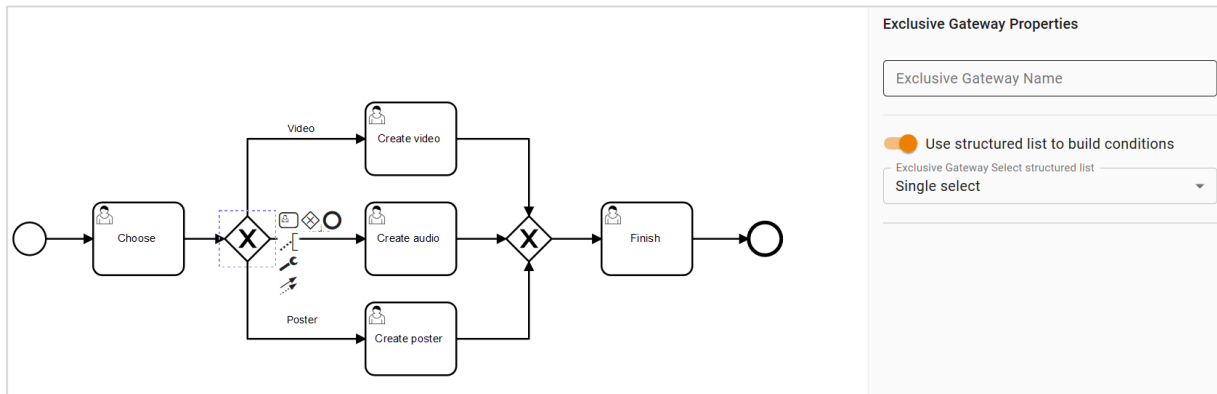 Exclusive Gateway Properties
Exclusive Gateway Name
Use structured list to build conditions
Exclusive Gateway Select structured list
Single select
Video
Create video
Choose
Create audio
Finish
Poster
Create poster